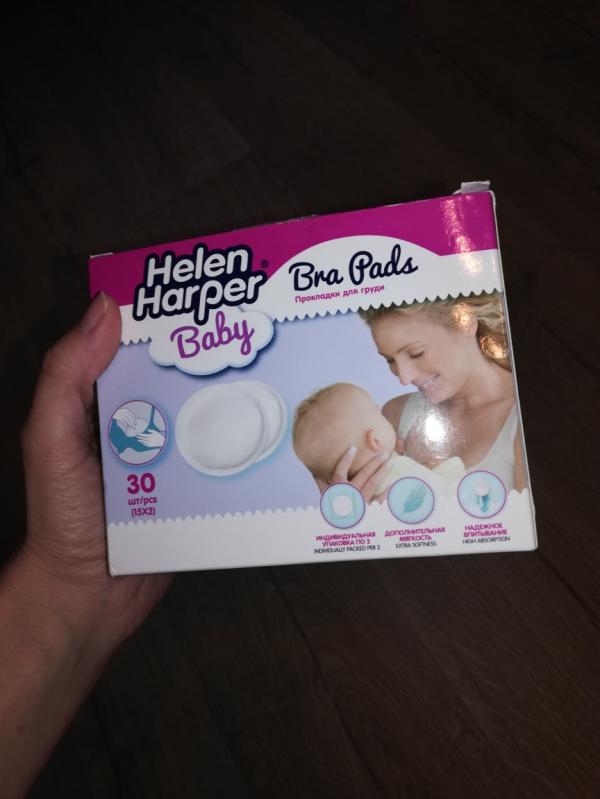 Helen
Harper®
Baby
Bra Pads
Прокладки для груди
30
шт/pcs
(15X2)
ИНДИВИДУАЛЬНАЯ
УПАКОВКА ПО 2
INDIVIDUALLY PACKED PER 2
ДОПОЛНИТЕЛЬНАЯ
МЯГКОСТЬ
EXTRA SOFTNESS
НАДЕЖНОЕ
ВПИТЫВАНИЕ
HIGH ABSORPTION